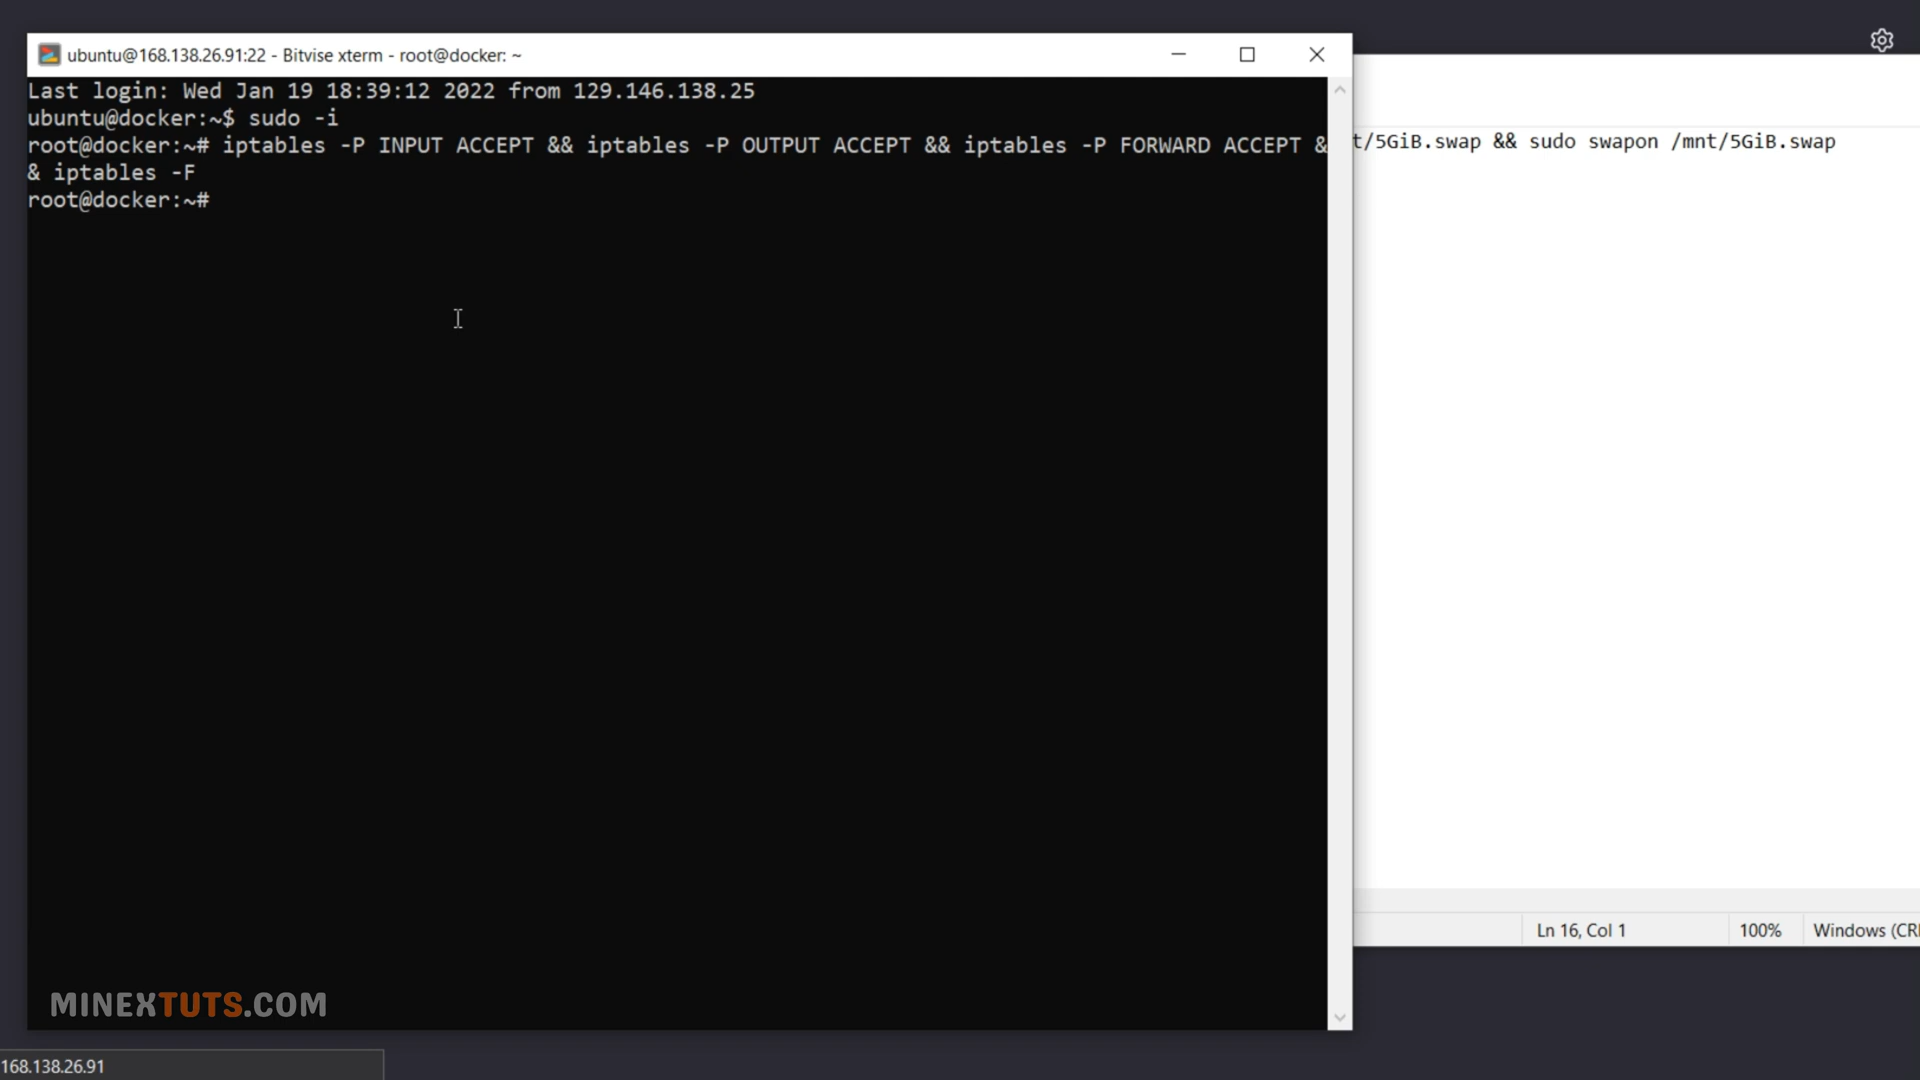 ubuntu@168.138.26.91:22 - Bitvise xterm - root@docker: ~
Last login: Wed Jan 19 18:39:12 2022 from 129.146.138.25
ubuntu@docker:~$ sudo -i
root@docker:~# iptables -P INPUT ACCEPT && iptables -P OUTPUT ACCEPT && iptables -P FORWARD ACCEPT &
& iptables -F
root@docker:~#
t/5GiB.swap && sudo swapon /mnt/5GiB.swap
Ln 16, Col 1
100%
Windows (CR
MINEXTUTS.COM
168.138.26.91